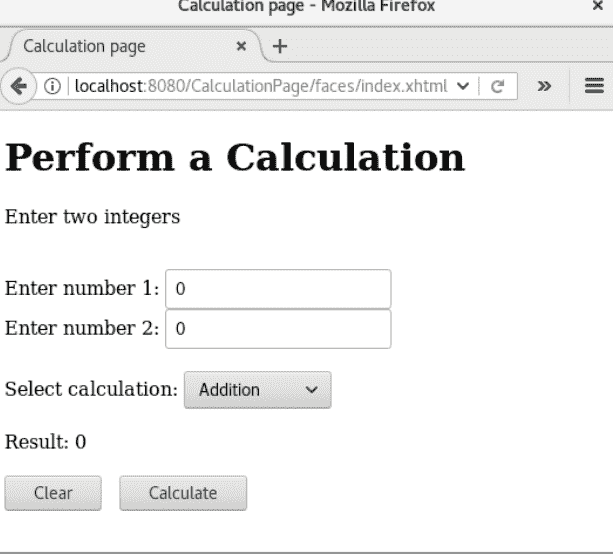 Calculation page - Mozilla Firefox
Calculation page
localhost:8080/CalculationPage/faces/index.xhtml
Perform a Calculation
Enter two integers
Enter number 1: 0
Enter number 2: 0
Select calculation: Addition
Result: 0
Clear Calculate